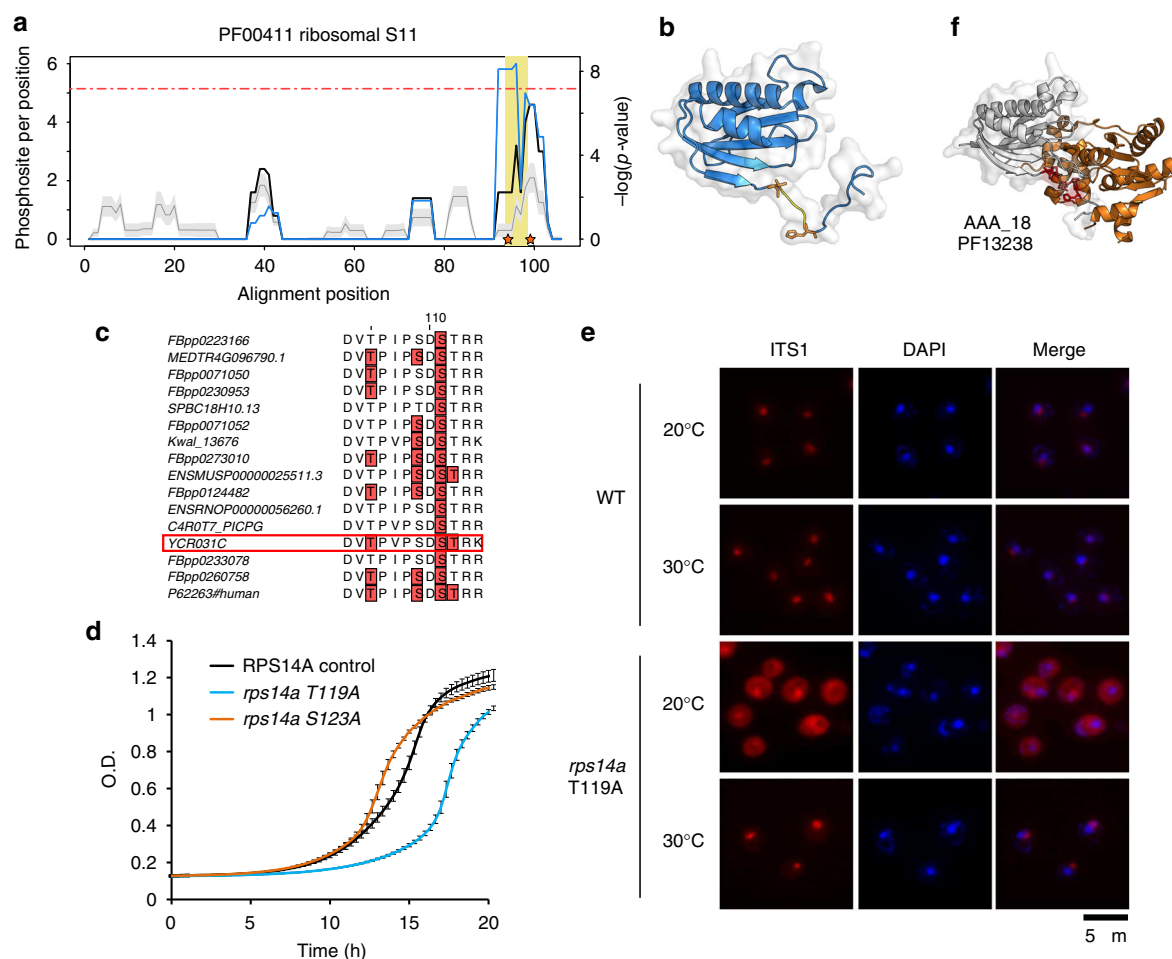 a
PF00411 ribosomal S11
Phosphosite per position
6
4
2
0
8
4
0
–log(p-value)
0 20 40 60 80 100
Alignment position
b
f
AAA_18
PF13238
c
110
FBpp0223166 DVTPIPSDSTRR
MEDTR4G096790.1 DVTPIPSDSTRR
FBpp0071050 DVTPIPSDSTRR
FBpp0230953 DVTPIPSDSTRR
SPBC18H10.13 DVTPIPTDSTRR
FBpp0071052 DVTPIPSDSTRR
Kwal_13676 DVTPVPSDSTRK
FBpp0273010 DVTPIPSDSTRR
ENSMUSP00000025511.3 DVTPIPSDSTRR
FBpp0124482 DVTPIPSDSTRR
ENSRNOP00000056260.1 DVTPIPSDSTRR
C4R0T7_PICPG DVTPVPSDSTRR
YCR031C DVTPVPSDSTRK
FBpp0233078 DVTPIPSDSTRR
FBpp0260758 DVTPIPSDSTRR
P62263#human DVTPIPSDSTRR
d
1.4
1.2
1
0.8
0.6
0.4
0.2
0
O.D.
RPS14A control
rps14a T119A
rps14a S123A
0 5 10 15 20
Time (h)
e
ITS1 DAPI Merge
WT
20°C
30°C
rps14a
T119A
20°C
30°C
5 m